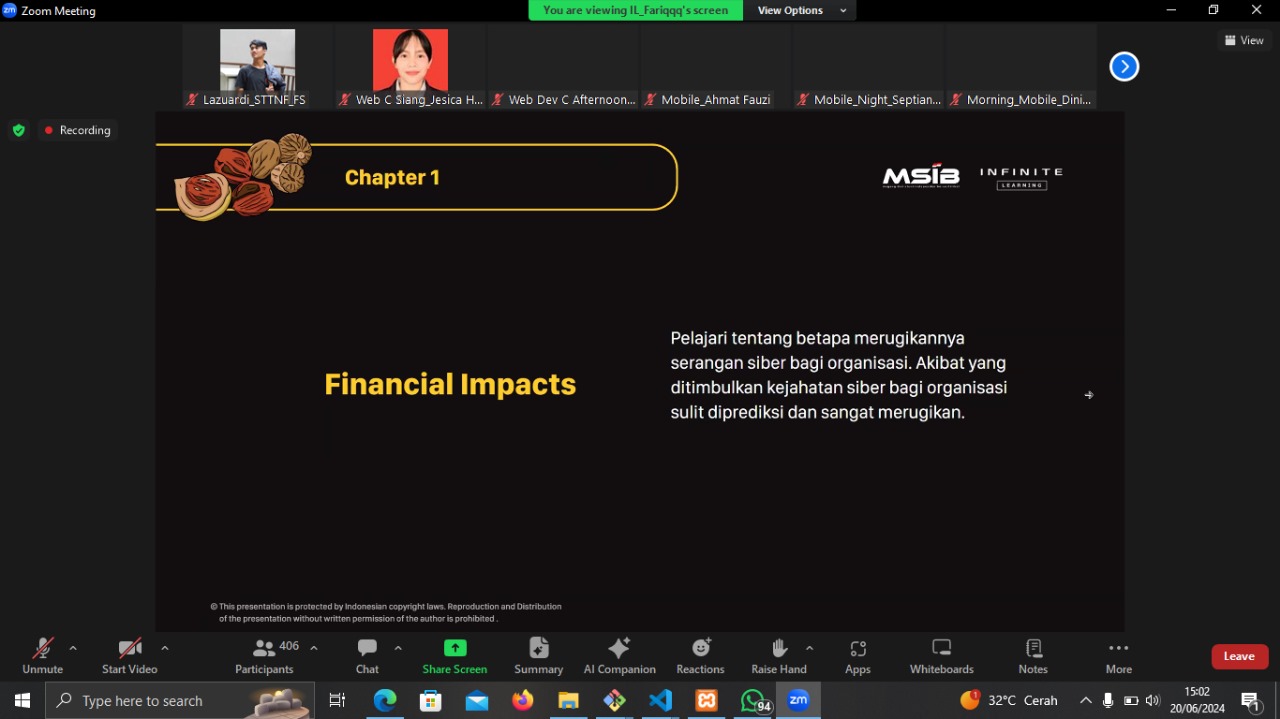 Zoom Meeting
You are viewing IL_Fariqqq's screen
View Options
View
Lazuardi_STTNF_FS
Web C Siang_Jesica H...
Web Dev C Afternoon...
Mobile_Ahmat Fauzi
Mobile_Night_Septian...
Morning_Mobile_Dini...
Recording
Chapter 1
MSIB
INFINITE
LEARNING
Financial Impacts
Pelajari tentang betapa merugikannya
serangan siber bagi organisasi. Akibat yang
ditimbulkan kejahatan siber bagi organisasi
sulit diprediksi dan sangat merugikan.
© This presentation is protected by Indonesian copyright laws. Reproduction and Distribution
of the presentation without written permission of the author is prohibited .
Unmute
Start Video
Participants
406
Chat
Share Screen
Summary
AI Companion
Reactions
Raise Hand
Apps
Whiteboards
Notes
More
Leave
Type here to search
94
zm
1
32°C Cerah
15:02
20/06/2024
1